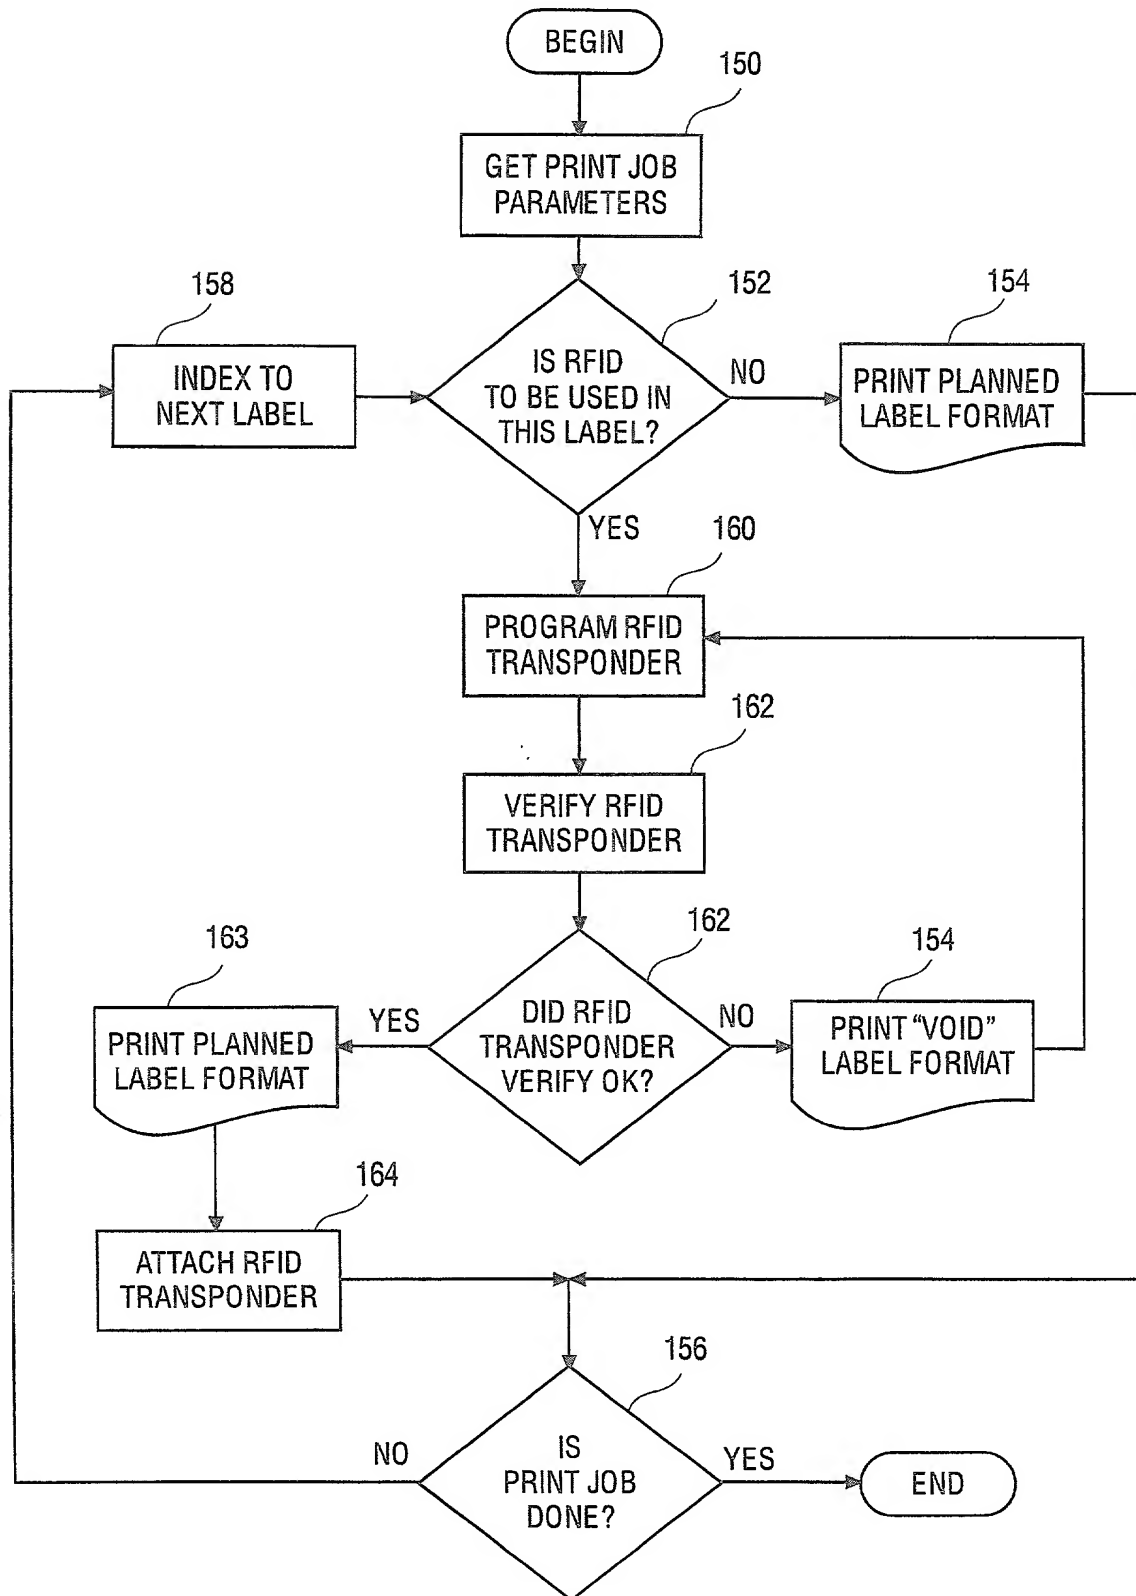 BEGIN
150
GET PRINT JOB
PARAMETERS
158
152
154
INDEX TO
NEXT LABEL
IS RFID
TO BE USED IN
THIS LABEL?
NO
PRINT PLANNED
LABEL FORMAT
YES
160
PROGRAM RFID
TRANSPONDER
162
VERIFY RFID
TRANSPONDER
163
162
154
PRINT PLANNED
LABEL FORMAT
YES
DID RFID
TRANSPONDER
VERIFY OK?
NO
PRINT "VOID"
LABEL FORMAT
164
ATTACH RFID
TRANSPONDER
156
NO
IS
PRINT JOB
DONE?
YES
END